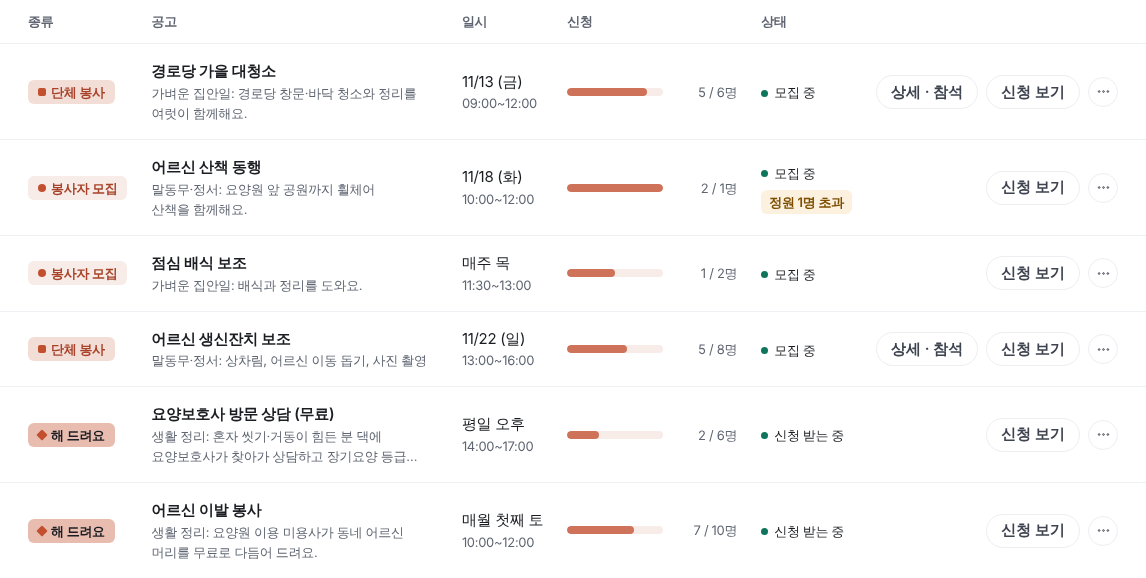 종류 공고 일시 신청 상태
단체 봉사
경로당 가을 대청소
가벼운 집안일: 경로당 창문·바닥 청소와 정리를
여럿이 함께해요.
11/13 (금)
09:00~12:00
5 / 6명
모집 중
상세 · 참석
신청 보기
봉사자 모집
어르신 산책 동행
말동무·정서: 요양원 앞 공원까지 휠체어
산책을 함께해요.
11/18 (화)
10:00~12:00
2 / 1명
모집 중
정원 1명 초과
신청 보기
봉사자 모집
점심 배식 보조
가벼운 집안일: 배식과 정리를 도와요.
매주 목
11:30~13:00
1 / 2명
모집 중
신청 보기
단체 봉사
어르신 생신잔치 보조
말동무·정서: 상차림, 어르신 이동 돕기, 사진 촬영
11/22 (일)
13:00~16:00
5 / 8명
모집 중
상세 · 참석
신청 보기
해 드려요
요양보호사 방문 상담 (무료)
생활 정리: 혼자 씻기·거동이 힘든 분 댁에
요양보호사가 찾아가 상담하고 장기요양 등급...
평일 오후
14:00~17:00
2 / 6명
신청 받는 중
신청 보기
해 드려요
어르신 이발 봉사
생활 정리: 요양원 이용 미용사가 동네 어르신
머리를 무료로 다듬어 드려요.
매월 첫째 토
10:00~12:00
7 / 10명
신청 받는 중
신청 보기